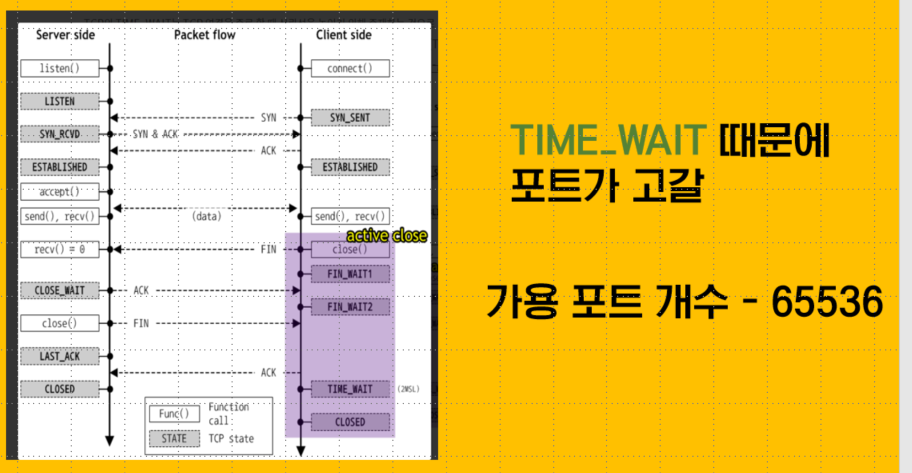 Server side Packet flow Client side
listen() connect()
LISTEN
SYN SYN_SENT
SYN_RCVD SYN & ACK
ACK
ESTABLISHED ESTABLISHED
accept()
send(), recv() (data) send(), recv()
active close
recv() = 0 FIN close()
FIN_WAIT1
CLOSE_WAIT ACK
FIN_WAIT2
close() FIN
LAST_ACK
ACK
CLOSED TIME_WAIT (2MSL)
Func() Function
call
CLOSED
STATE TCP state
TIME_WAIT 때문에
포트가 고갈
가용 포트 개수 - 65536